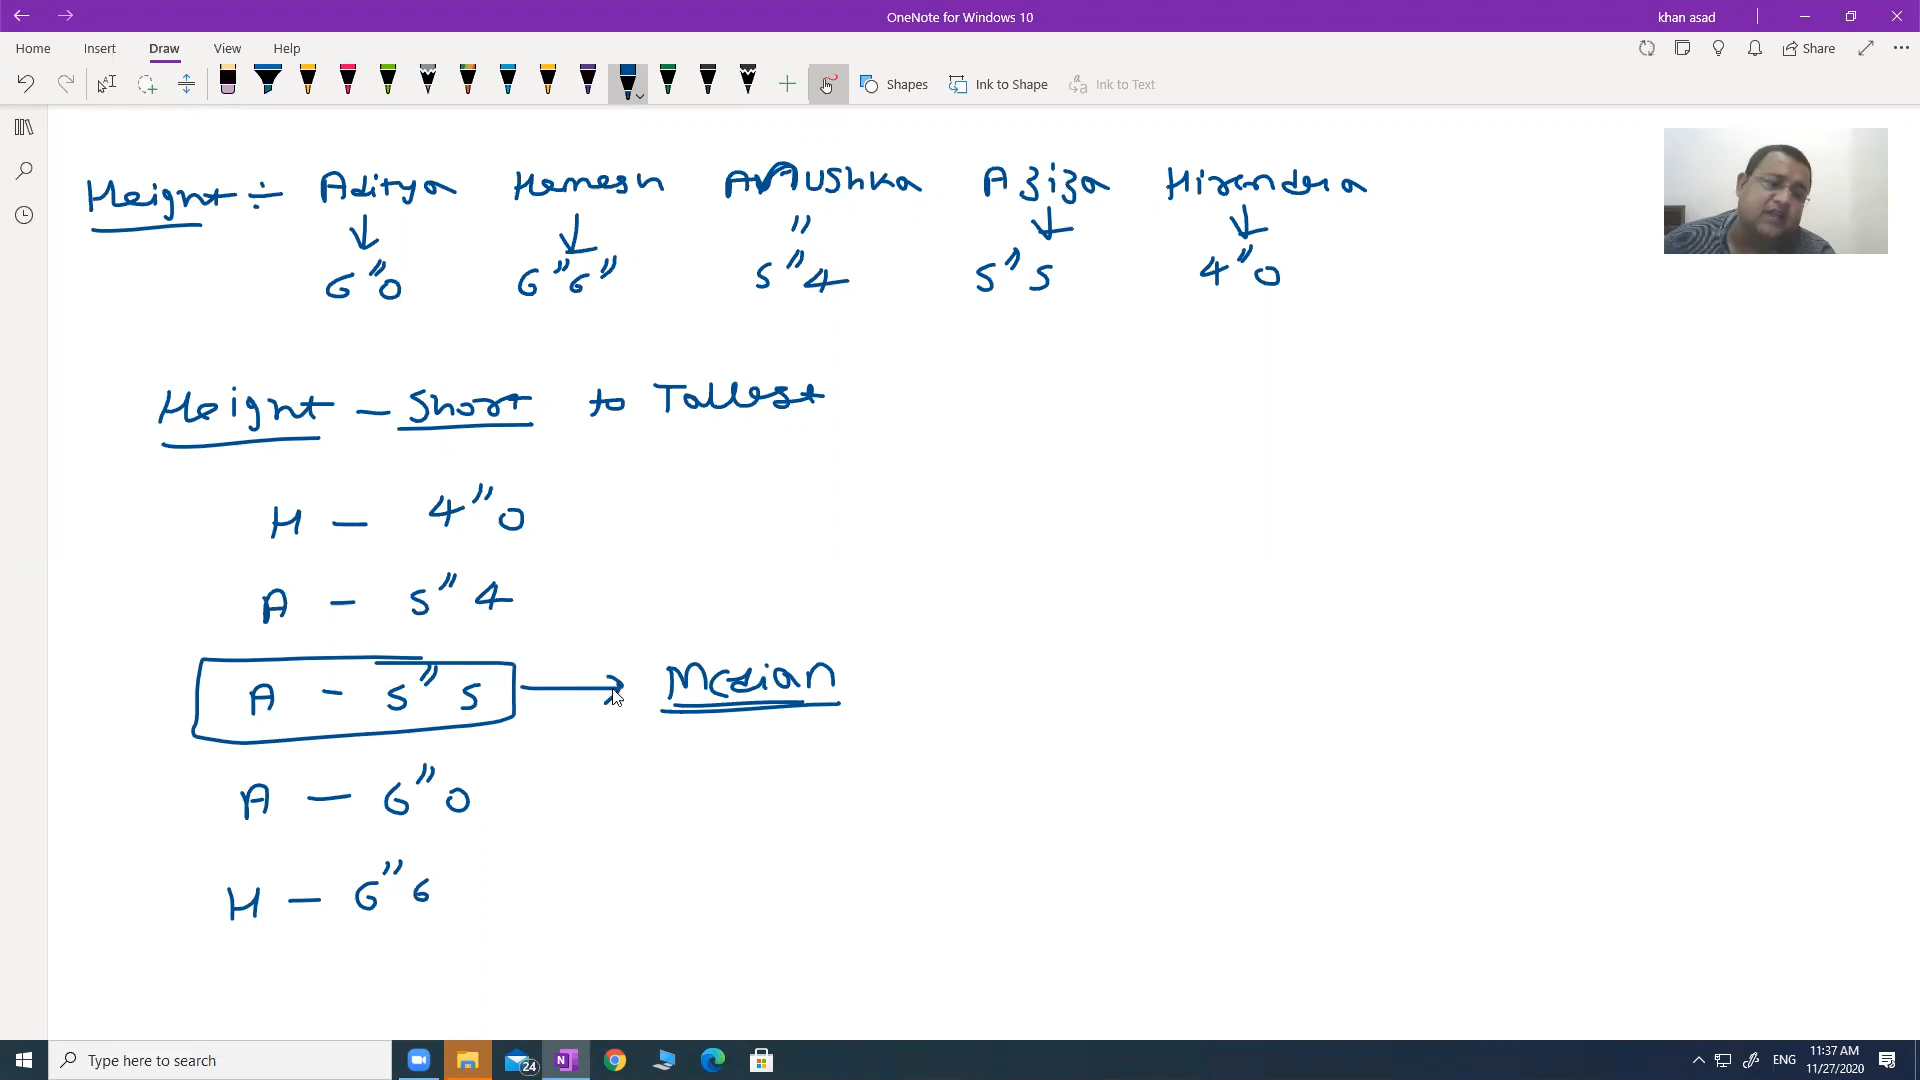 OneNote for Windows 10
khan asad
Home Insert Draw View Help
Share
Shapes Ink to Shape Ink to Text
Height ÷ Aditya Hemesh Anushka Aziza Hirendra
6"0 6"6" 5"4 5"5 4"0
Height - Short to Tallest
H - 4"0
A - 5"4
A - 5"5 → Median
A - 6"0
H - 6"6
Type here to search
24
ENG
11:37 AM
11/27/2020